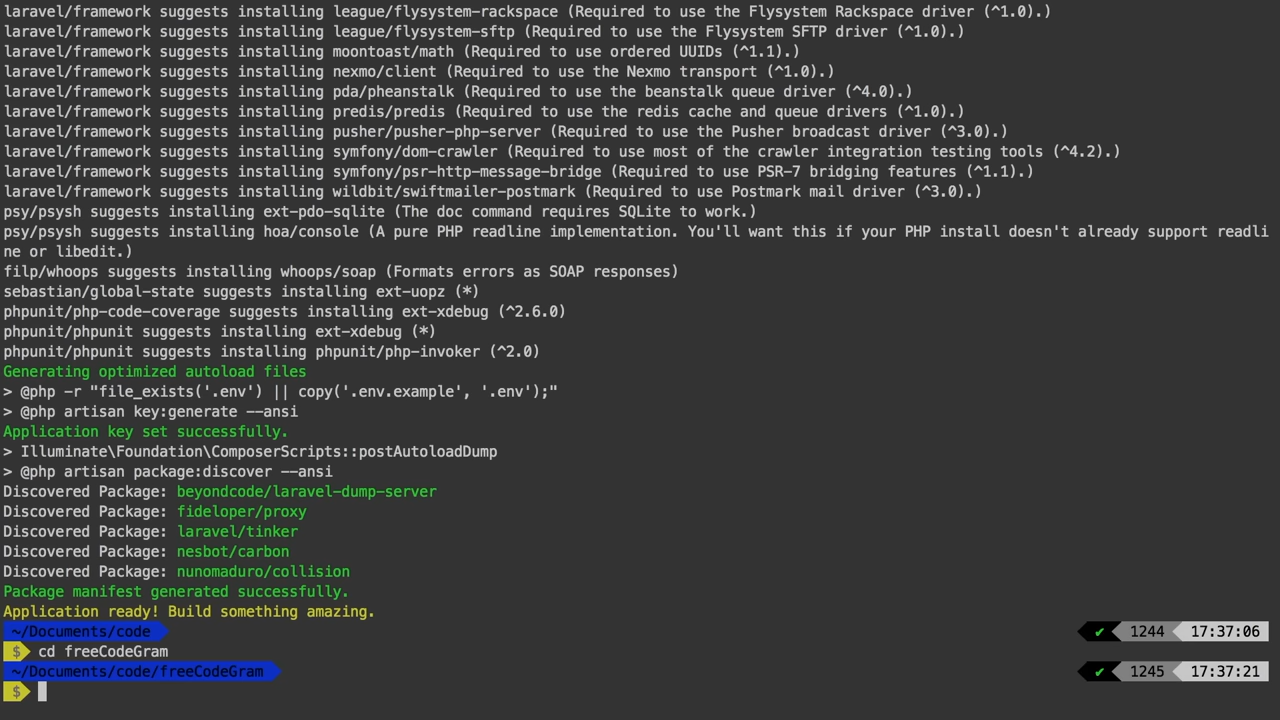 laravel/framework suggests installing league/flysystem-rackspace (Required to use the Flysystem Rackspace driver (^1.0).)
laravel/framework suggests installing league/flysystem-sftp (Required to use the Flysystem SFTP driver (^1.0).)
laravel/framework suggests installing moontoast/math (Required to use ordered UUIDs (^1.1).)
laravel/framework suggests installing nexmo/client (Required to use the Nexmo transport (^1.0).)
laravel/framework suggests installing pda/pheanstalk (Required to use the beanstalk queue driver (^4.0).)
laravel/framework suggests installing predis/predis (Required to use the redis cache and queue drivers (^1.0).)
laravel/framework suggests installing pusher/pusher-php-server (Required to use the Pusher broadcast driver (^3.0).)
laravel/framework suggests installing symfony/dom-crawler (Required to use most of the crawler integration testing tools (^4.2).)
laravel/framework suggests installing symfony/psr-http-message-bridge (Required to use PSR-7 bridging features (^1.1).)
laravel/framework suggests installing wildbit/swiftmailer-postmark (Required to use Postmark mail driver (^3.0).)
psy/psysh suggests installing ext-pdo-sqlite (The doc command requires SQLite to work.)
psy/psysh suggests installing hoa/console (A pure PHP readline implementation. You'll want this if your PHP install doesn't already support readli
ne or libedit.)
filp/whoops suggests installing whoops/soap (Formats errors as SOAP responses)
sebastian/global-state suggests installing ext-uopz (*)
phpunit/php-code-coverage suggests installing ext-xdebug (^2.6.0)
phpunit/phpunit suggests installing ext-xdebug (*)
phpunit/phpunit suggests installing phpunit/php-invoker (^2.0)
Generating optimized autoload files
> @php -r "file_exists('.env') || copy('.env.example', '.env');"
> @php artisan key:generate --ansi
Application key set successfully.
> Illuminate\Foundation\ComposerScripts::postAutoloadDump
> @php artisan package:discover --ansi
Discovered Package: beyondcode/laravel-dump-server
Discovered Package: fideloper/proxy
Discovered Package: laravel/tinker
Discovered Package: nesbot/carbon
Discovered Package: nunomaduro/collision
Package manifest generated successfully.
Application ready! Build something amazing.
~/Documents/code ✔ 1244 17:37:06
$ cd freeCodeGram
~/Documents/code/freeCodeGram ✔ 1245 17:37:21
$